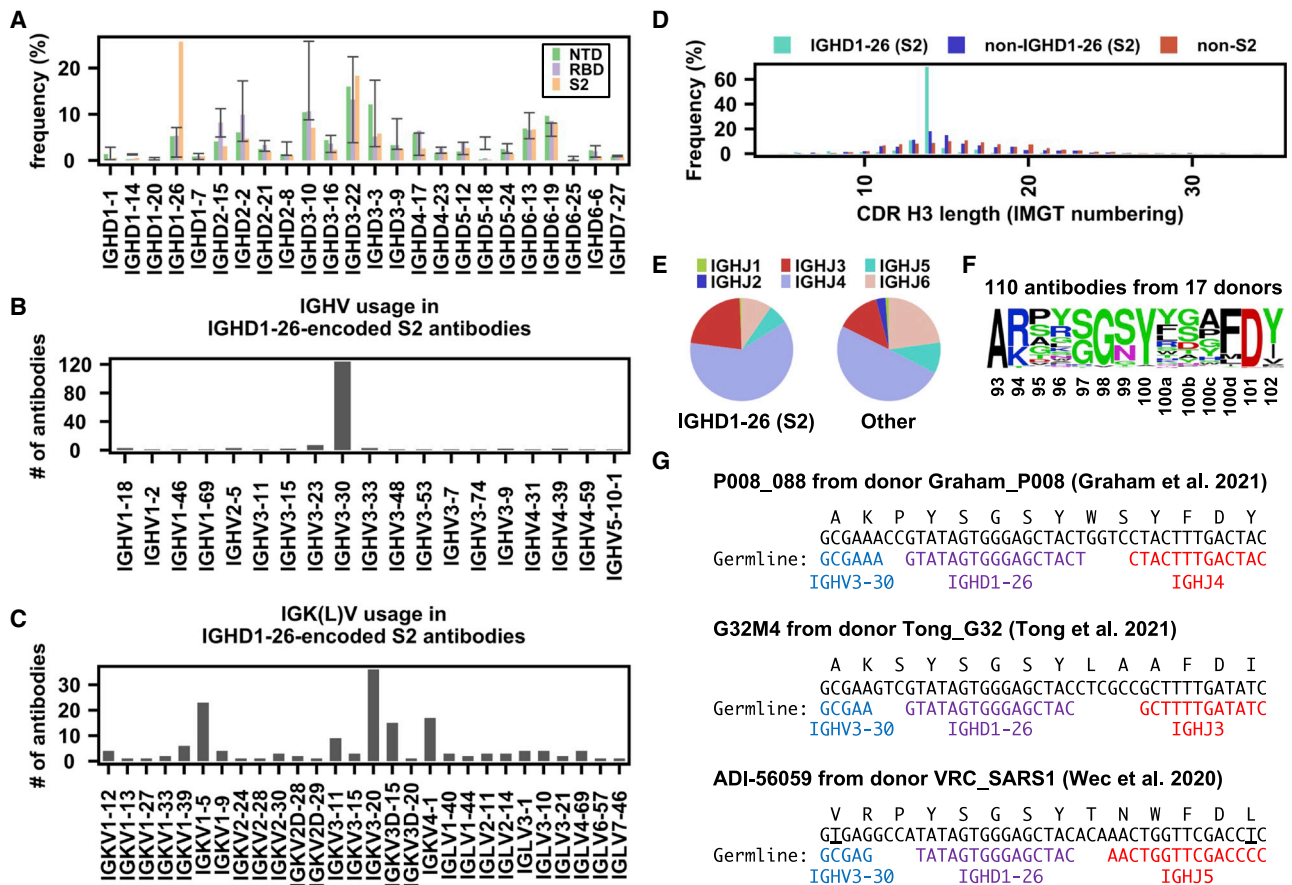 A
frequency (%)
20
10
0
NTD
RBD
S2
IGHD1-1
IGHD1-14
IGHD1-20
IGHD1-26
IGHD1-7
IGHD2-15
IGHD2-2
IGHD2-21
IGHD2-8
IGHD3-10
IGHD3-16
IGHD3-22
IGHD3-3
IGHD3-9
IGHD4-17
IGHD4-23
IGHD5-12
IGHD5-18
IGHD5-24
IGHD6-13
IGHD6-19
IGHD6-25
IGHD6-6
IGHD7-27
B
IGHV usage in
IGHD1-26-encoded S2 antibodies
# of antibodies
120
80
40
0
IGHV1-18
IGHV1-2
IGHV1-46
IGHV1-69
IGHV2-5
IGHV3-11
IGHV3-15
IGHV3-23
IGHV3-30
IGHV3-33
IGHV3-48
IGHV3-53
IGHV3-7
IGHV3-74
IGHV3-9
IGHV4-31
IGHV4-39
IGHV4-59
IGHV5-10-1
C
IGK(L)V usage in
IGHD1-26-encoded S2 antibodies
# of antibodies
30
20
10
0
IGKV1-12
IGKV1-13
IGKV1-27
IGKV1-33
IGKV1-39
IGKV1-5
IGKV1-9
IGKV2-24
IGKV2-28
IGKV2-30
IGKV2D-28
IGKV2D-29
IGKV3-11
IGKV3-15
IGKV3-20
IGKV3D-15
IGKV3D-20
IGKV4-1
IGLV1-40
IGLV1-44
IGLV2-11
IGLV2-14
IGLV3-1
IGLV3-10
IGLV3-21
IGLV4-69
IGLV6-57
IGLV7-46
D
IGHD1-26 (S2) non-IGHD1-26 (S2) non-S2
Frequency (%)
60
40
20
0
10 20 30
CDR H3 length (IMGT numbering)
E
IGHJ1 IGHJ3 IGHJ5
IGHJ2 IGHJ4 IGHJ6
IGHD1-26 (S2) Other
F
110 antibodies from 17 donors
93 94 95 96 97 98 99 100 100a 100b 100c 100d 101 102
G
P008_088 from donor Graham_P008 (Graham et al. 2021)
A K P Y S G S Y W S Y F D Y
GCGAAACCGTATAGTGGGAGCTACTGGTCCTACTTTGACTAC
Germline: GCGAAA GTATAGTGGGAGCTACT CTACTTTGACTAC
IGHV3-30 IGHD1-26 IGHJ4
G32M4 from donor Tong_G32 (Tong et al. 2021)
A K S Y S G S Y L A A F D I
GCGAAGTCGTATAGTGGGAGCTACCTCGCCGCTTTTGATATC
Germline: GCGAA GTATAGTGGGAGCTAC GCTTTTGATATC
IGHV3-30 IGHD1-26 IGHJ3
ADI-56059 from donor VRC_SARS1 (Wec et al. 2020)
V R P Y S G S Y T N W F D L
GTGAGGCCATATAGTGGGAGCTACACAAACTGGTTCGACCTC
Germline: GCGAG TATAGTGGGAGCTAC AACTGGTTCGACCCC
IGHV3-30 IGHD1-26 IGHJ5